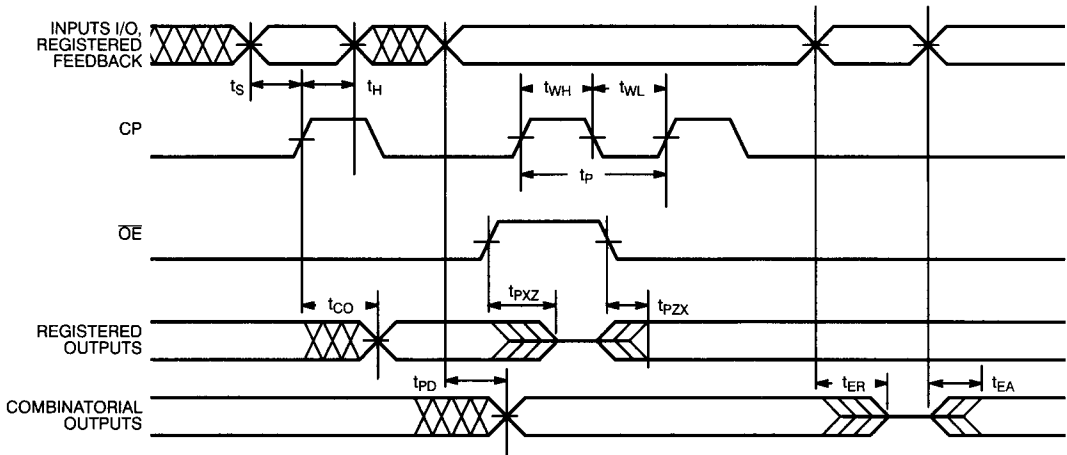 INPUTS I/O,
REGISTERED
FEEDBACK
tS
tH
tWH
tWL
CP
tP
OE
tCO
tPXZ
tPZX
REGISTERED
OUTPUTS
tPD
tER
tEA
COMBINATORIAL
OUTPUTS